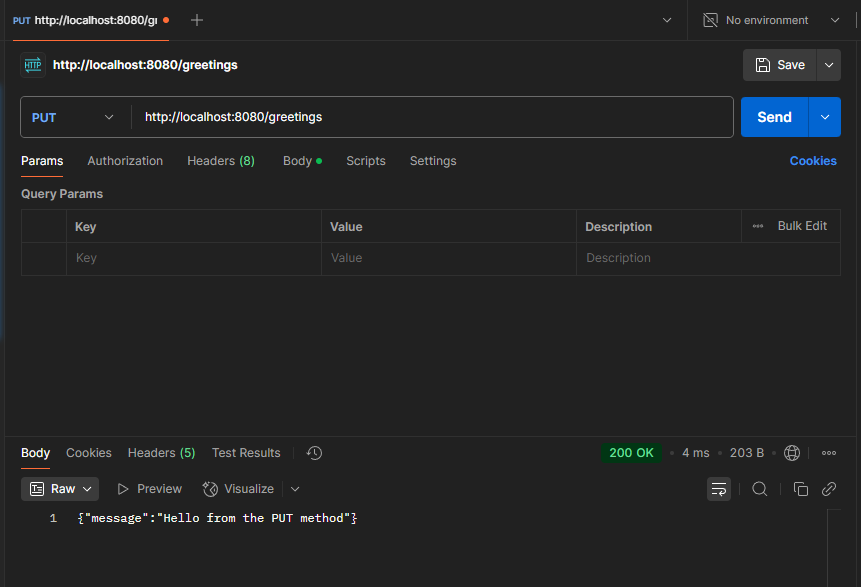 PUT http://localhost:8080/gr
No environment
HTTP http://localhost:8080/greetings
Save
PUT http://localhost:8080/greetings
Send
Params Authorization Headers (8) Body Scripts Settings Cookies
Query Params
Key Value Description Bulk Edit
Key Value Description
Body Cookies Headers (5) Test Results 200 OK 4 ms 203 B
Raw Preview Visualize
1 {"message":"Hello from the PUT method"}